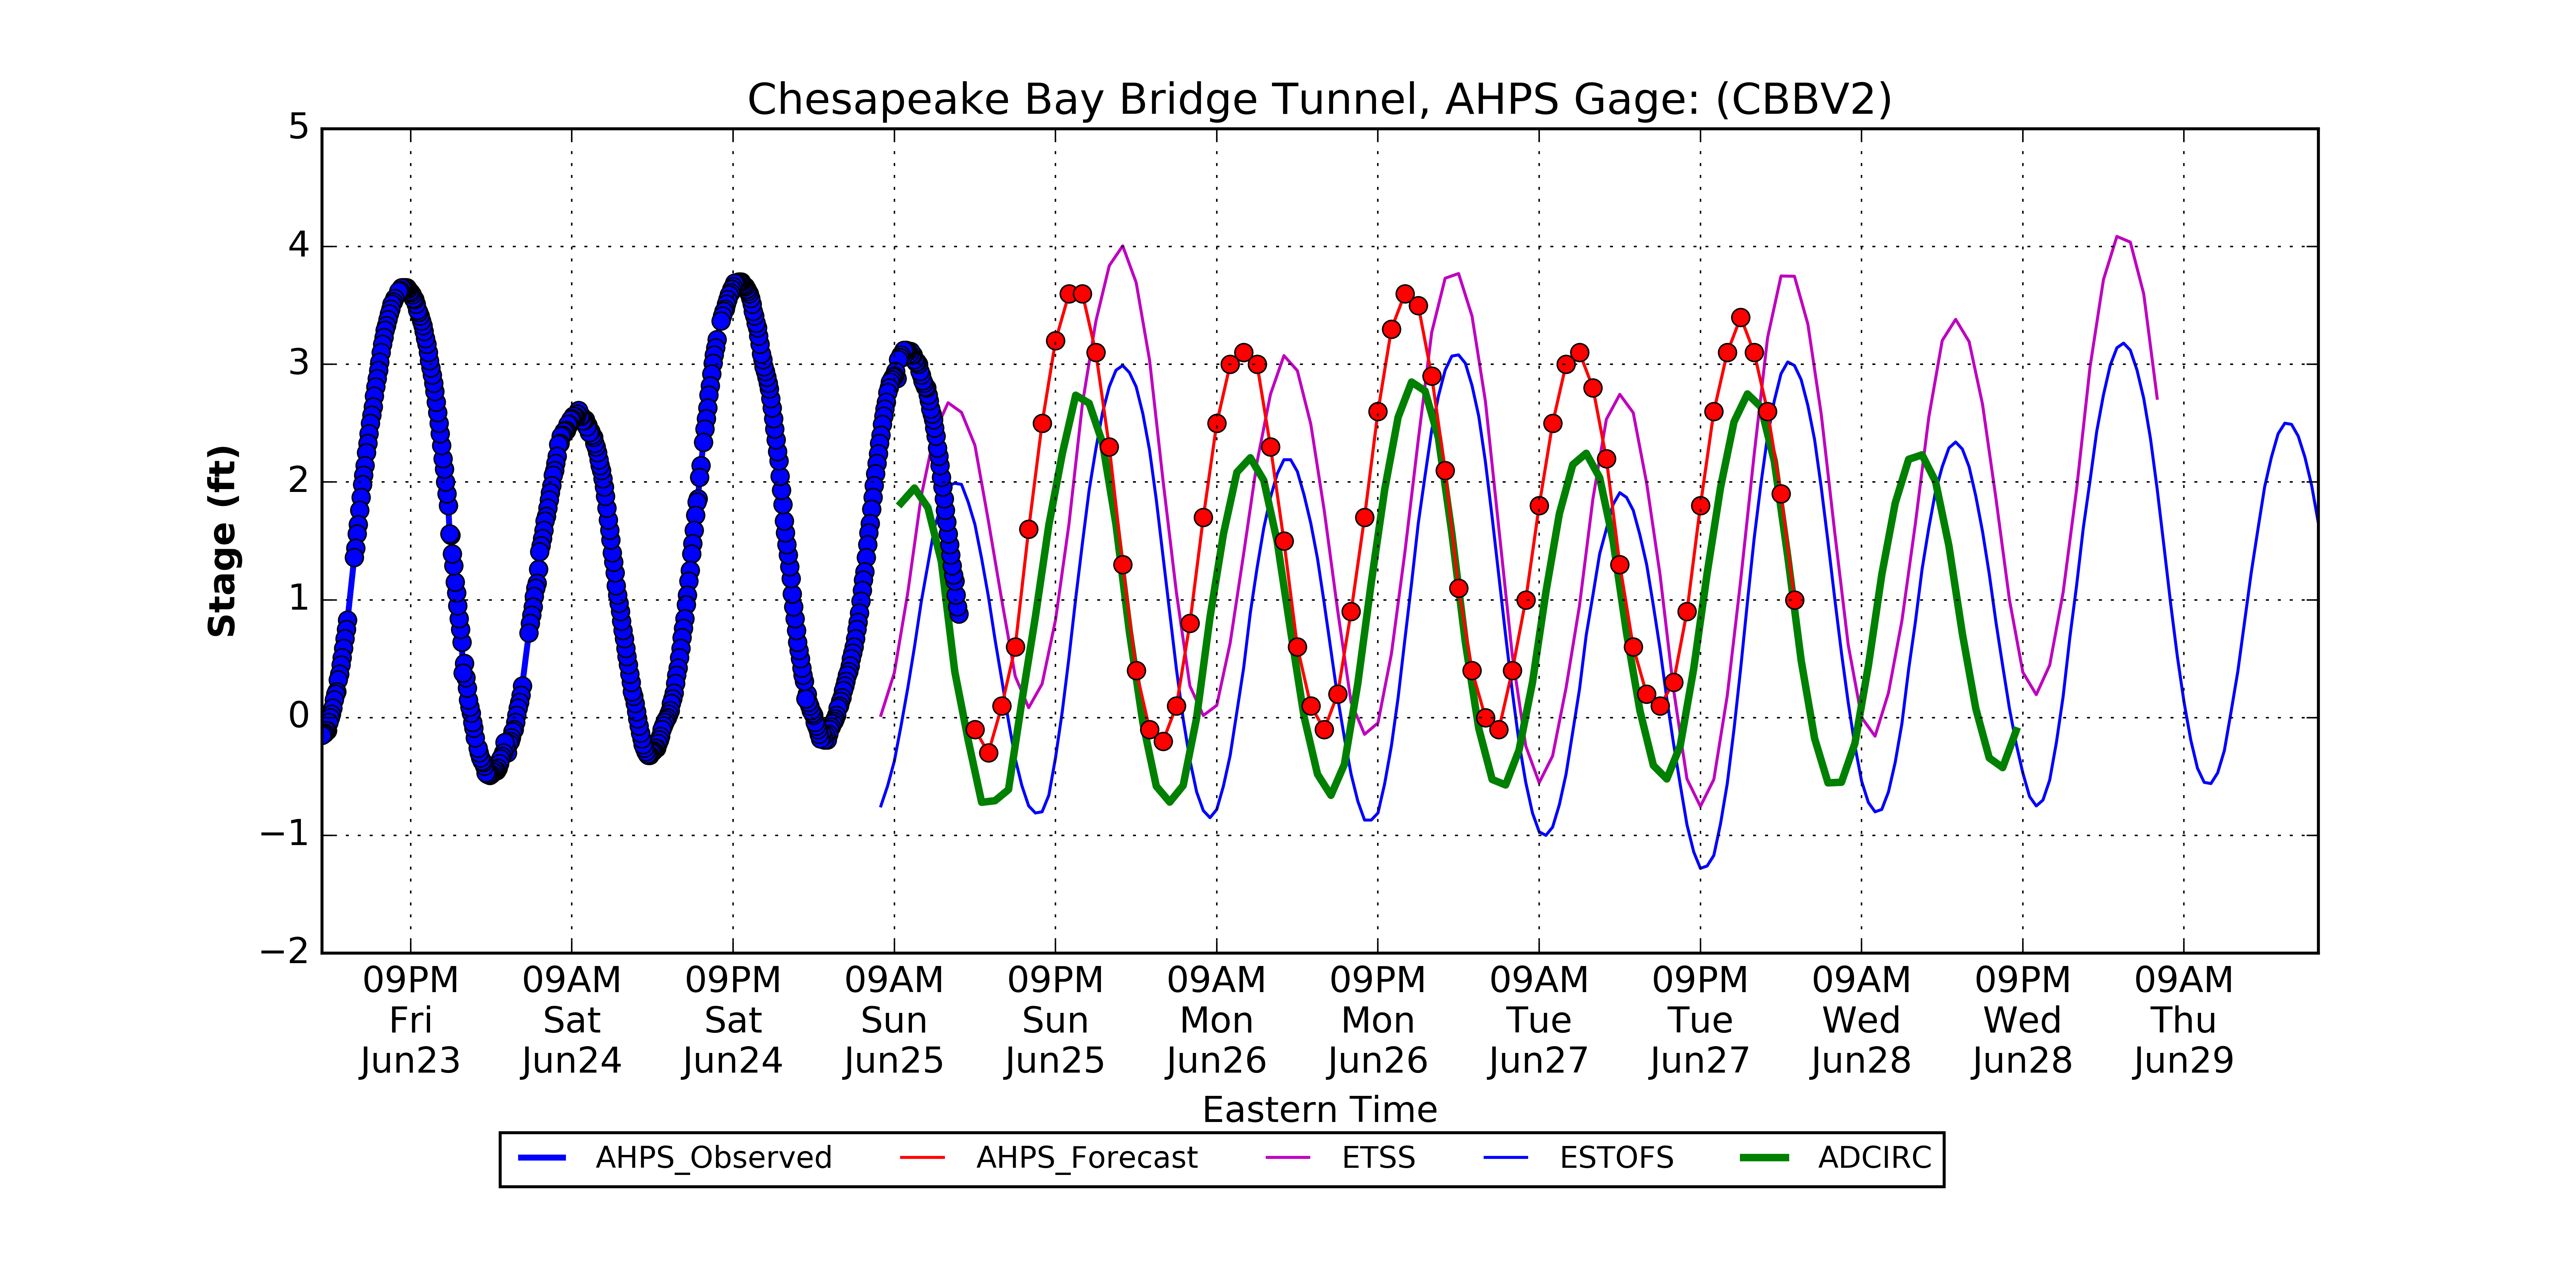 Chesapeake Bay Bridge Tunnel, AHPS Gage: (CBBV2)
5
4
3
2
1
0
−1
−2
Stage (ft)
09PM 09AM 09PM 09AM 09PM 09AM 09PM 09AM 09PM 09AM 09PM 09AM
Fri Sat Sat Sun Sun Mon Mon Tue Tue Wed Wed Thu
Jun23 Jun24 Jun24 Jun25 Jun25 Jun26 Jun26 Jun27 Jun27 Jun28 Jun28 Jun29
Eastern Time
AHPS_Observed AHPS_Forecast ETSS ESTOFS ADCIRC